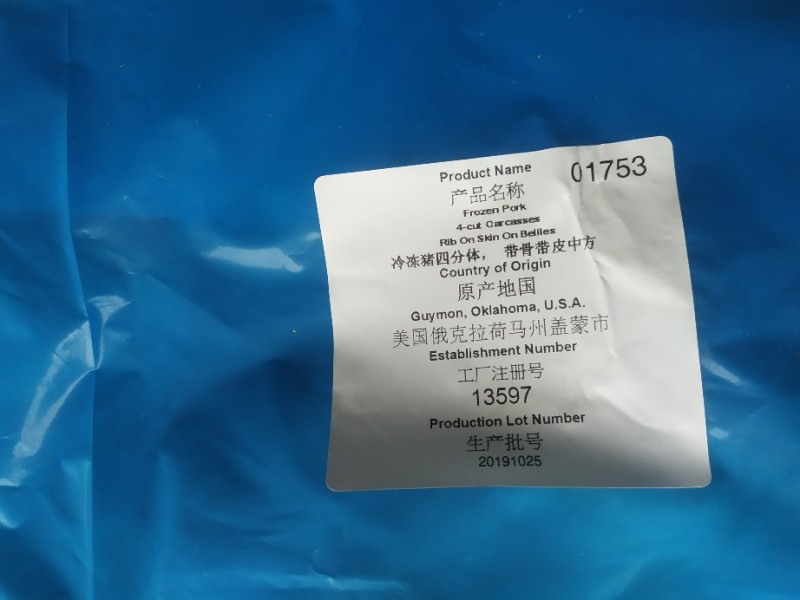 Product Name 01753
产品名称
Frozen Pork
4-cut Carcasses
Rib On Skin On Bellies
冷冻猪四分体， 带骨带皮中方
Country of Origin
原产地国
Guymon, Oklahoma, U.S.A.
美国俄克拉荷马州盖蒙市
Establishment Number
工厂注册号
13597
Production Lot Number
生产批号
20191025